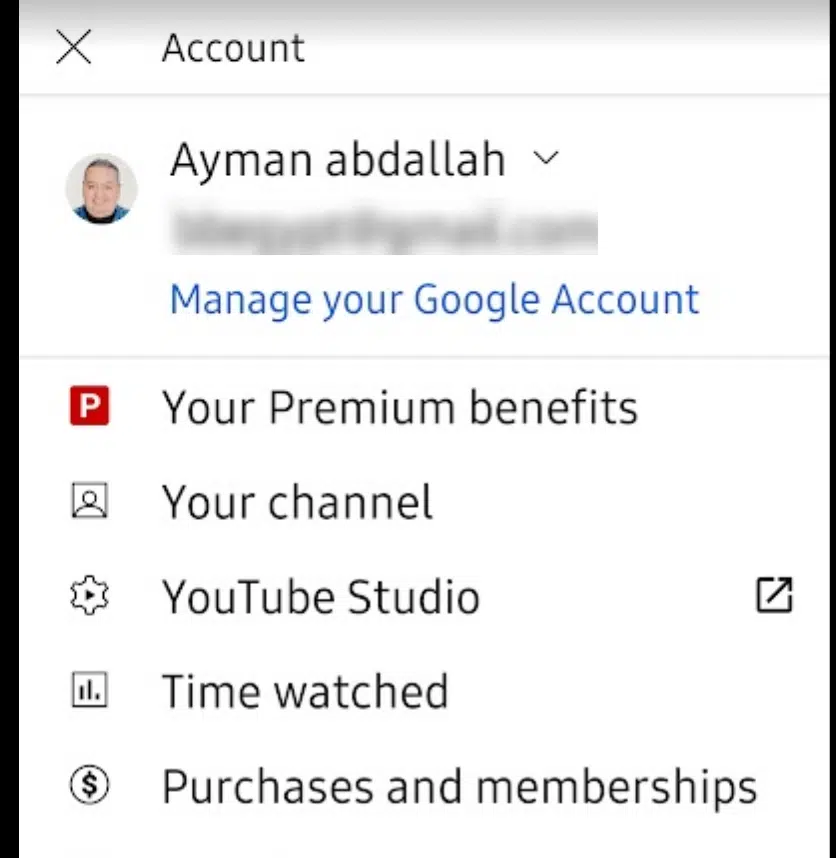 Account
Ayman abdallah
Manage your Google Account
P Your Premium benefits
Your channel
YouTube Studio
Time watched
$ Purchases and memberships